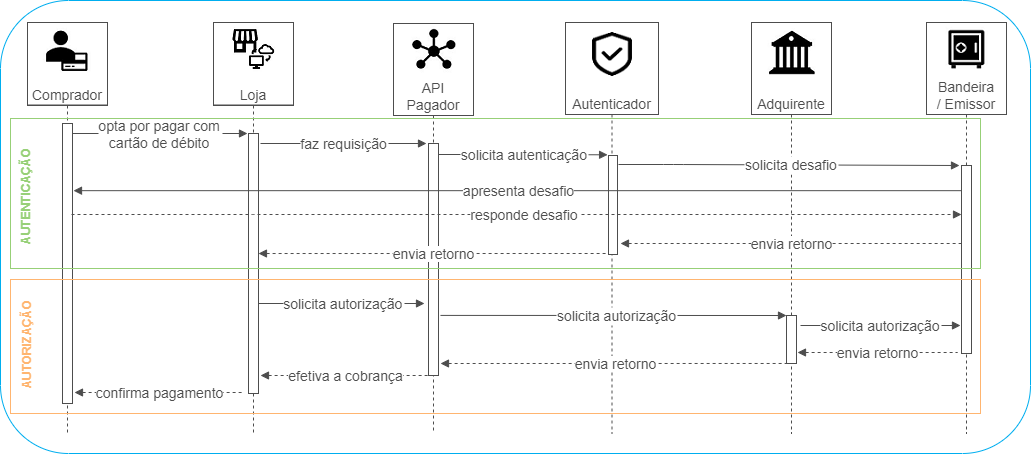 Comprador
Loja
API
Pagador
Autenticador
Adquirente
Bandeira
/ Emissor
AUTENTICAÇÃO
opta por pagar com
cartão de débito
faz requisição
solicita autenticação
solicita desafio
apresenta desafio
responde desafio
envia retorno
envia retorno
AUTORIZAÇÃO
solicita autorização
solicita autorização
solicita autorização
envia retorno
envia retorno
efetiva a cobrança
confirma pagamento